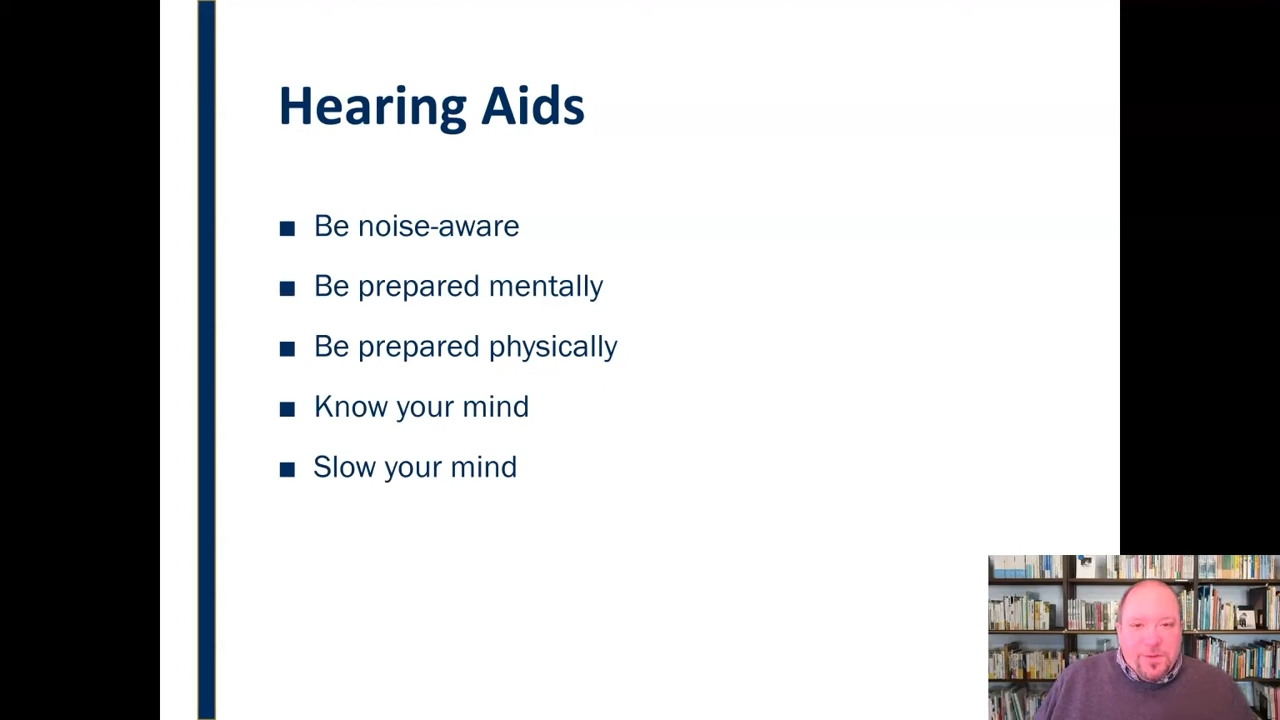 Hearing Aids
Be noise-aware
Be prepared mentally
Be prepared physically
Know your mind
Slow your mind